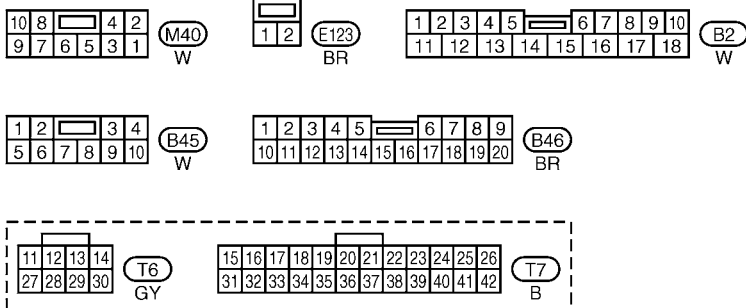 10 8 4 2
9 7 6 5 3 1
M40
W
1 2
E123
BR
1 2 3 4 5 6 7 8 9 10
11 12 13 14 15 16 17 18
B2
W
1 2 3 4
5 6 7 8 9 10
B45
W
1 2 3 4 5 6 7 8 9
10 11 12 13 14 15 16 17 18 19 20
B46
BR
11 12 13 14
27 28 29 30
T6
GY
15 16 17 18 19 20 21 22 23 24 25 26
31 32 33 34 35 36 37 38 39 40 41 42
T7
B